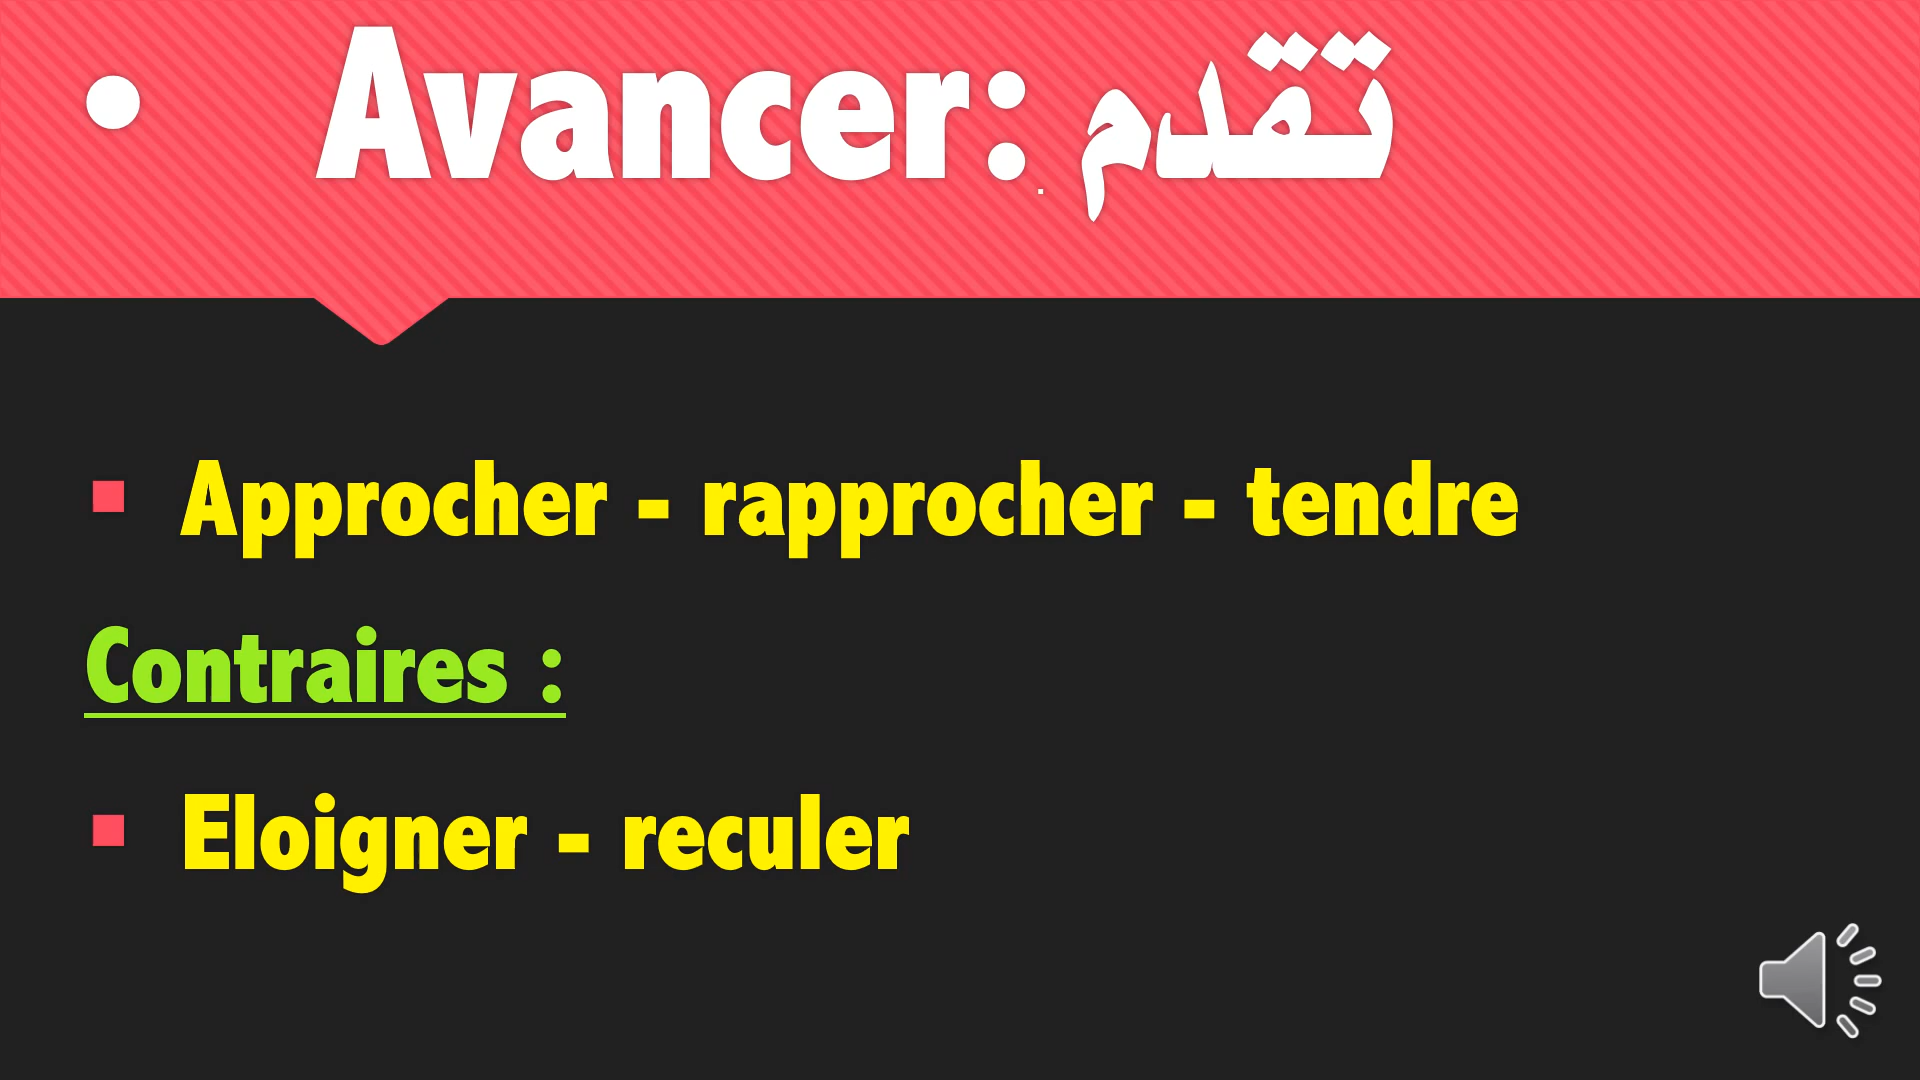 • Avancer: تقدم.
▪ Approcher - rapprocher - tendre
Contraires :
▪ Eloigner - reculer